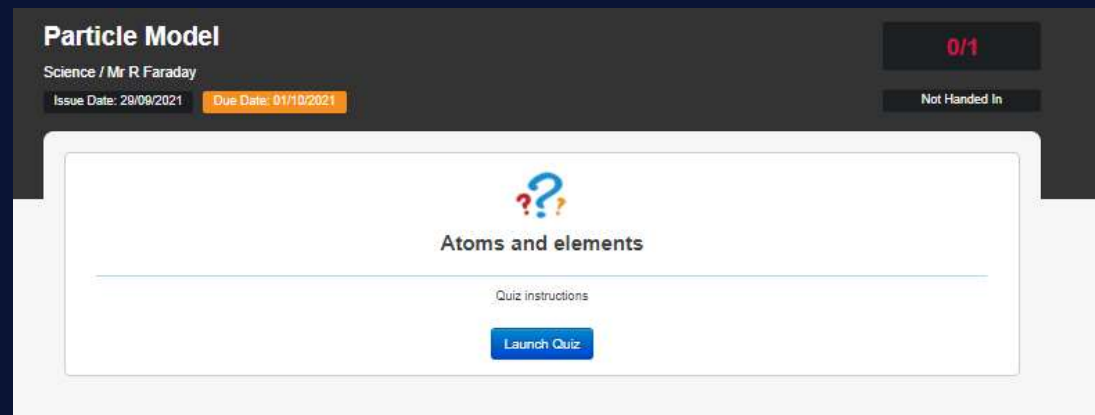 Particle Model
0/1
Science / Mr R Faraday
Issue Date: 29/09/2021 Due Date: 01/10/2021
Not Handed In
???
Atoms and elements
Quiz instructions
Launch Quiz